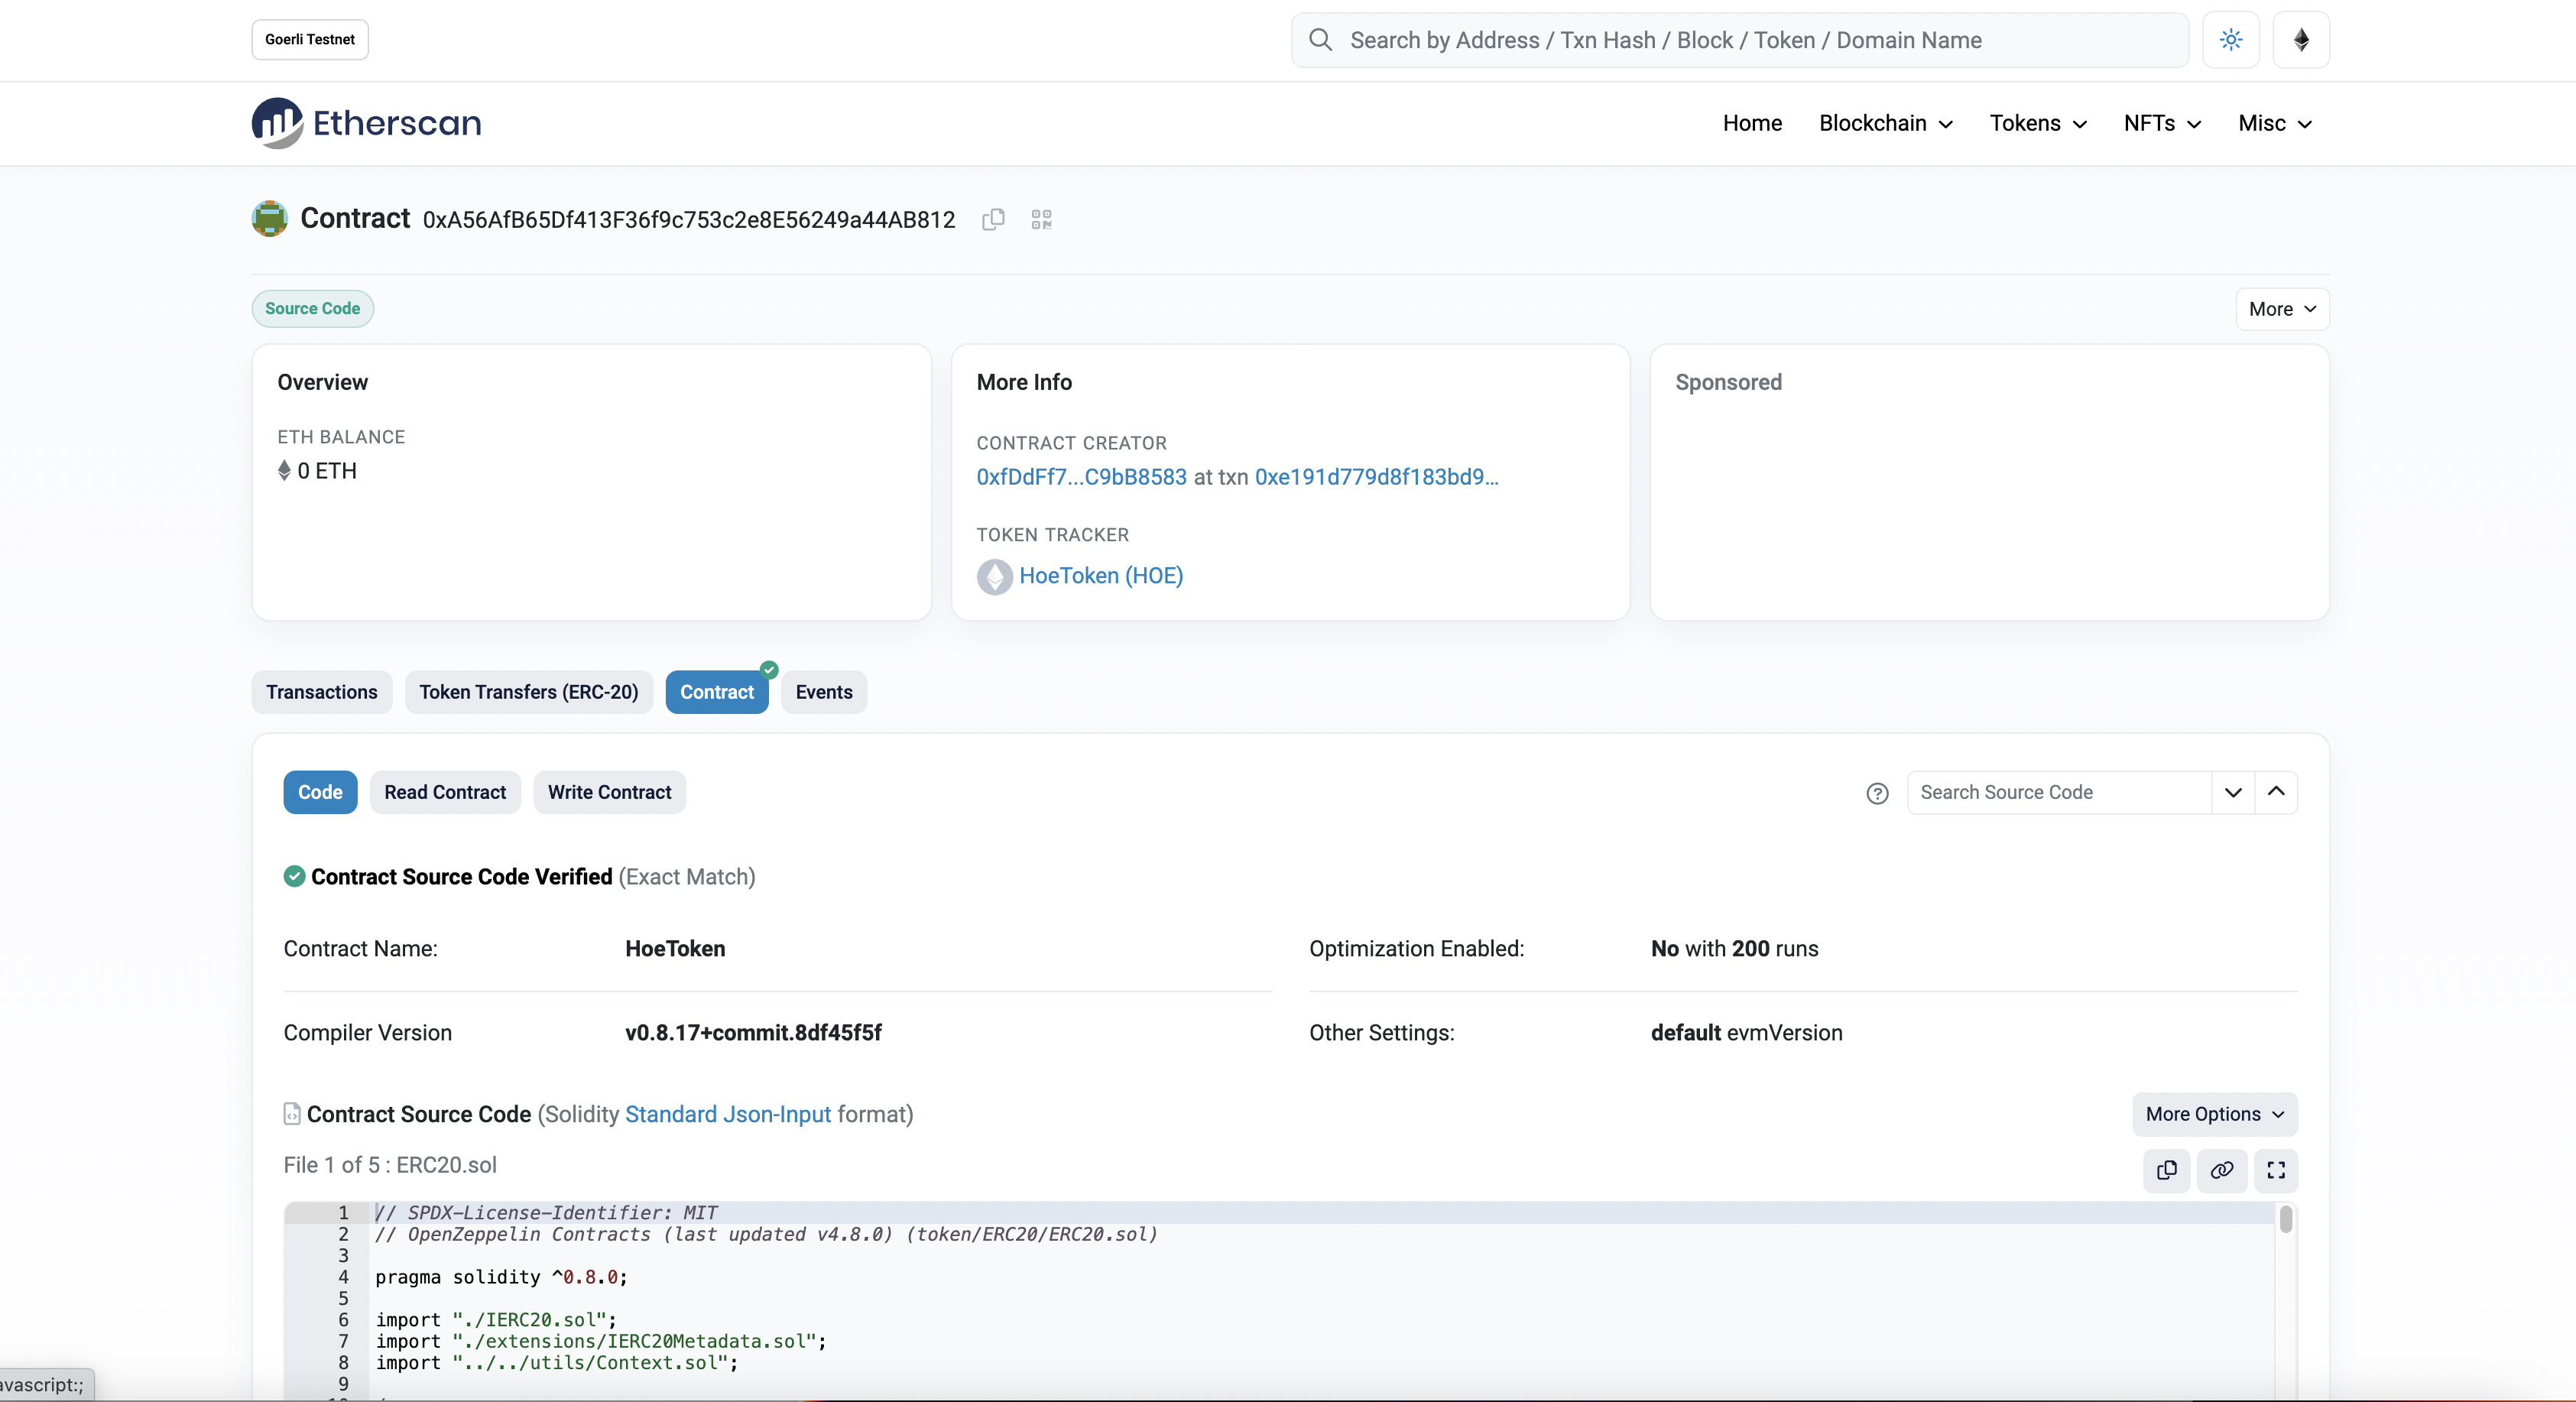 Goerli Testnet
Search by Address / Txn Hash / Block / Token / Domain Name
Etherscan
Home Blockchain Tokens NFTs Misc
Contract 0xA56AfB65Df413F36f9c753c2e8E56249a44AB812
Source Code
More
Overview
ETH BALANCE
0 ETH
More Info
CONTRACT CREATOR
0xfDdFf7...C9bB8583 at txn 0xe191d779d8f183bd9...
TOKEN TRACKER
HoeToken (HOE)
Sponsored
Transactions Token Transfers (ERC-20) Contract Events
Code Read Contract Write Contract
Search Source Code
Contract Source Code Verified (Exact Match)
Contract Name: HoeToken
Optimization Enabled: No with 200 runs
Compiler Version v0.8.17+commit.8df45f5f
Other Settings: default evmVersion
Contract Source Code (Solidity Standard Json-Input format)
More Options
File 1 of 5 : ERC20.sol
1 // SPDX-License-Identifier: MIT
2 // OpenZeppelin Contracts (last updated v4.8.0) (token/ERC20/ERC20.sol)
3
4 pragma solidity ^0.8.0;
5
6 import "./IERC20.sol";
7 import "./extensions/IERC20Metadata.sol";
8 import "../../utils/Context.sol";
9
avascript:;